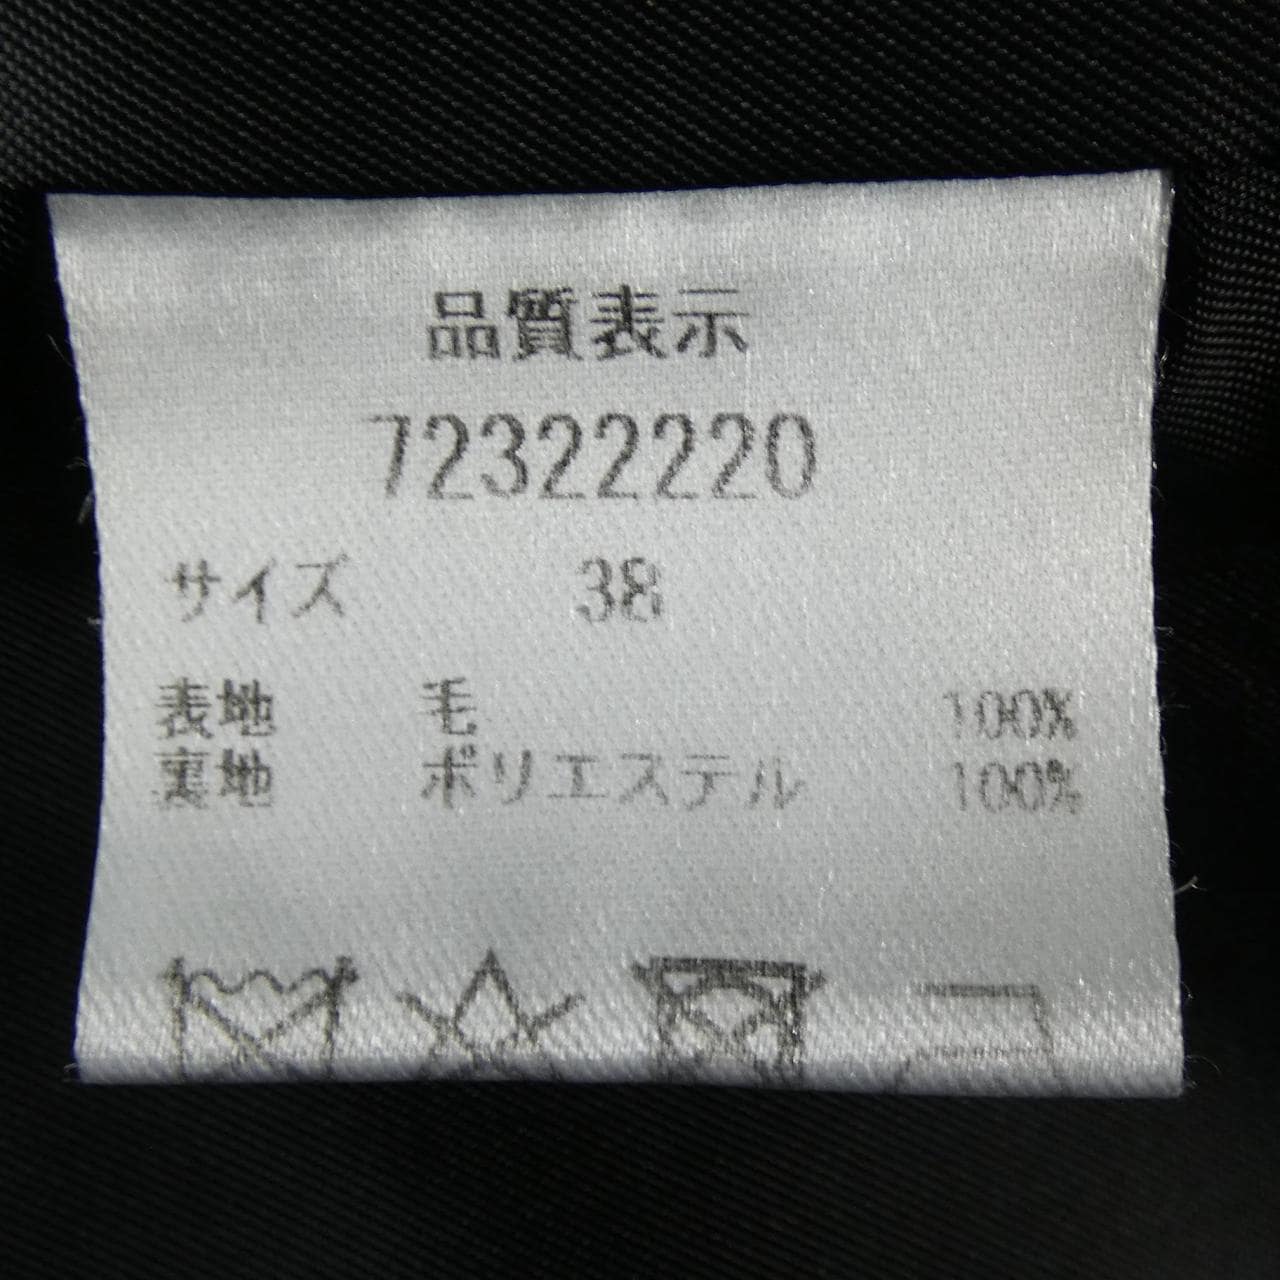 品質表示
72322220
サイズ 38
表地 毛 100%
裏地 ポリエステル 100%